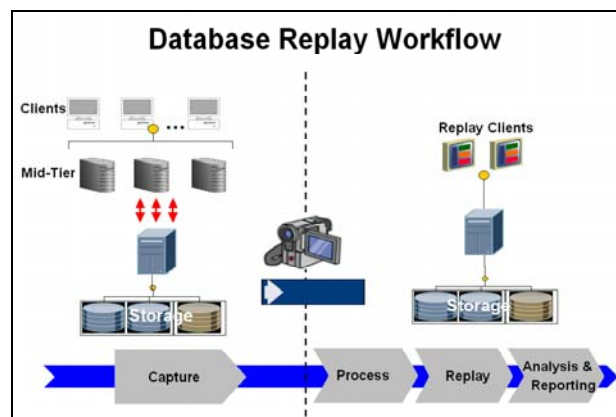 Database Replay Workflow
Clients
...
Mid-Tier
Storage
Replay Clients
Storage
Capture
Process
Replay
Analysis &
Reporting